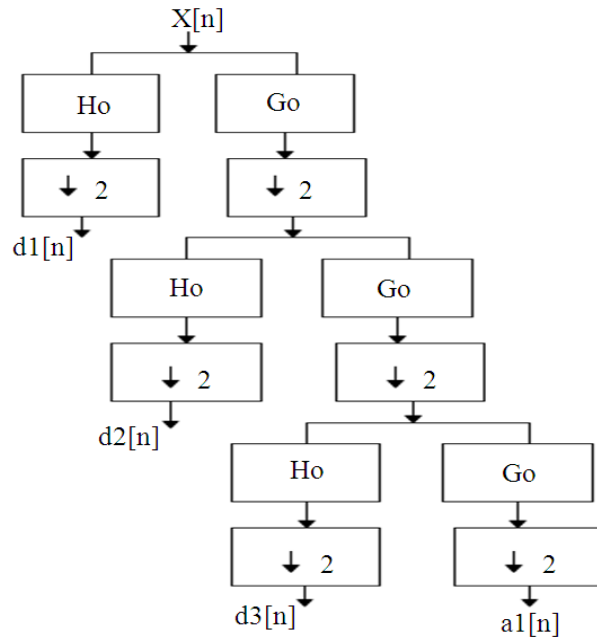 X[n]
Ho
Go
↓ 2
↓ 2
d1[n]
Ho
Go
↓ 2
↓ 2
d2[n]
Ho
Go
↓ 2
↓ 2
d3[n]
a1[n]